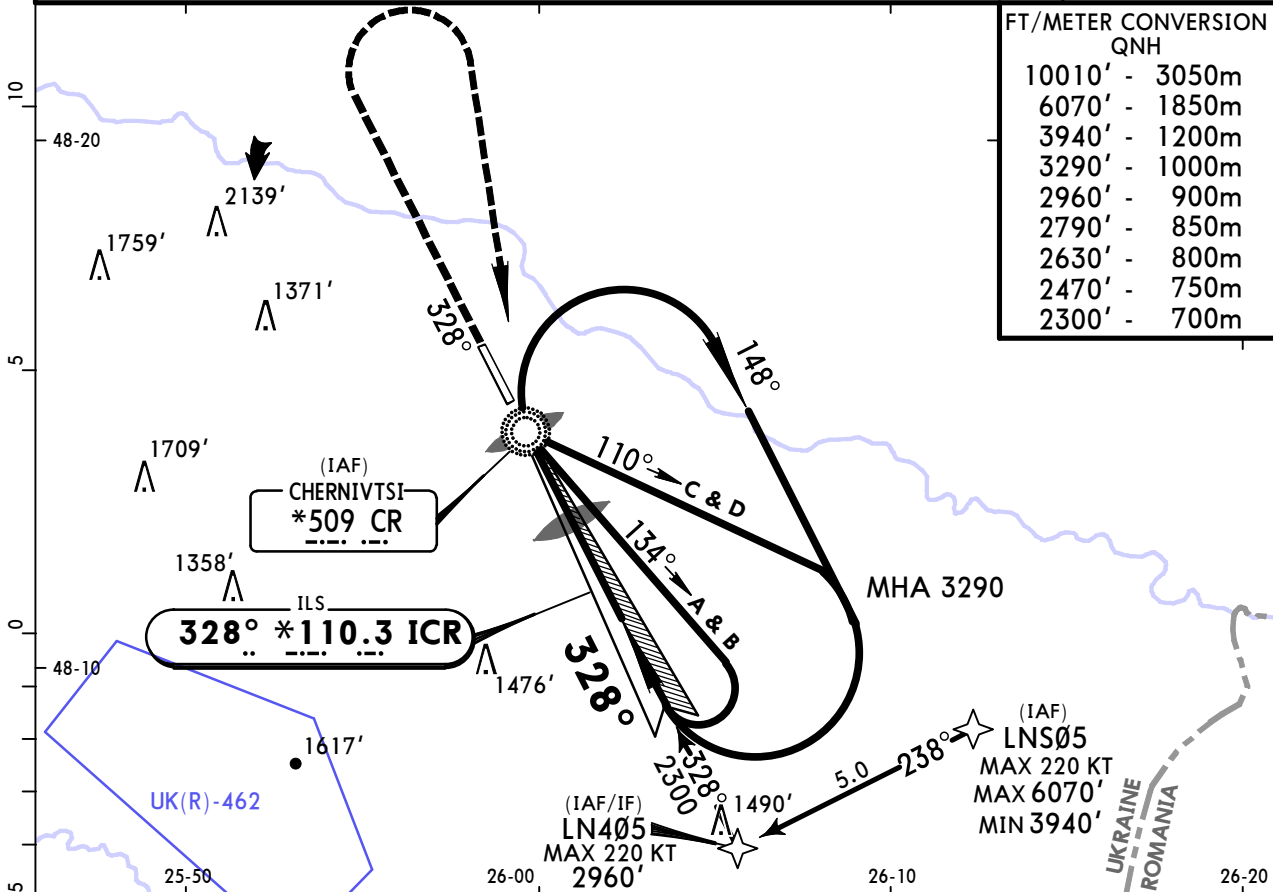 FT/METER CONVERSION
QNH
10010' - 3050m
6070' - 1850m
3940' - 1200m
3290' - 1000m
2960' - 900m
2790' - 850m
2630' - 800m
2470' - 750m
2300' - 700m
10
48-20
2139'
1759'
1371'
328°
5
148°
1709'
(IAF)
CHERNIVTSI
*509 CR
110°
C & D
134°
A & B
MHA 3290
1358'
ILS
328° *110.3 ICR
0
48-10
1476'
328°
1617'
UK(R)-462
328°
2300
238°
5.0
(IAF)
LNSØ5
MAX 220 KT
MAX 6070'
MIN 3940'
(IAF/IF)
LN4Ø5
MAX 220 KT
2960'
1490'
UKRAINE
ROMANIA
5
25-50
26-00
26-10
26-20